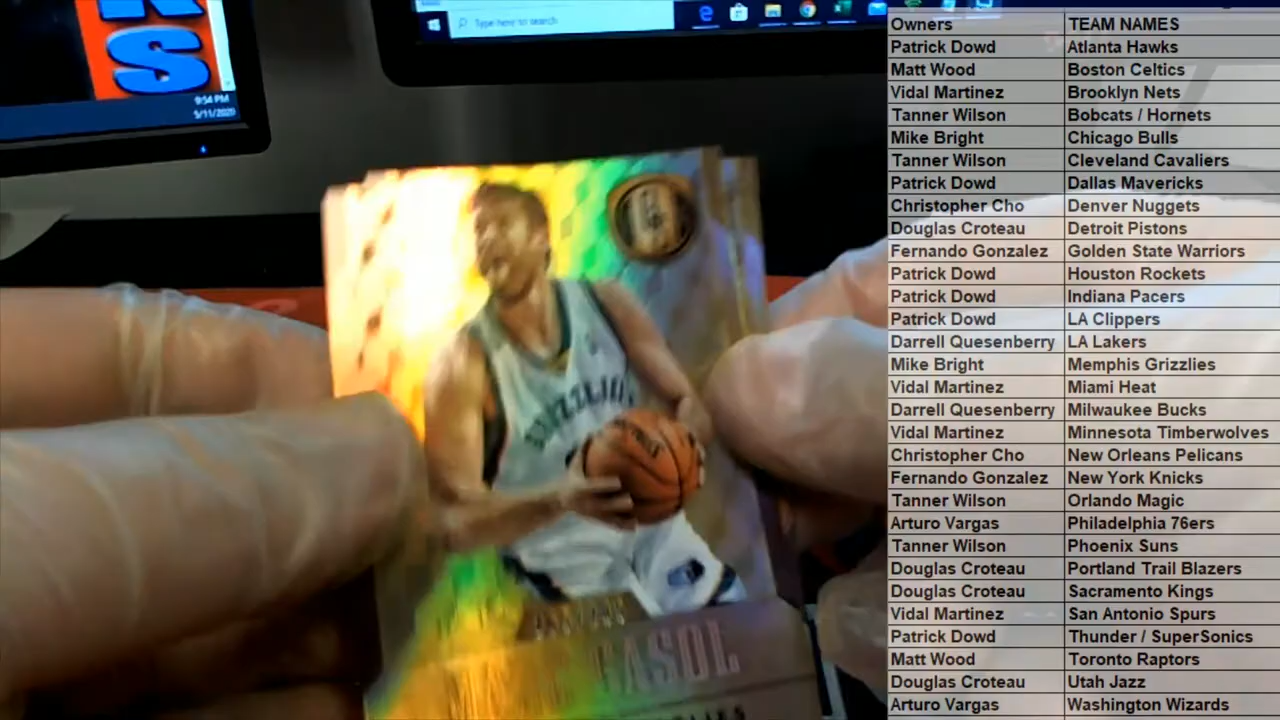 KS
S
9:54 PM
5/11/2020
Type here to search
Owners TEAM NAMES
Patrick Dowd Atlanta Hawks
Matt Wood Boston Celtics
Vidal Martinez Brooklyn Nets
Tanner Wilson Bobcats / Hornets
Mike Bright Chicago Bulls
Tanner Wilson Cleveland Cavaliers
Patrick Dowd Dallas Mavericks
Christopher Cho Denver Nuggets
Douglas Croteau Detroit Pistons
Fernando Gonzalez Golden State Warriors
Patrick Dowd Houston Rockets
Patrick Dowd Indiana Pacers
Patrick Dowd LA Clippers
Darrell Quesenberry LA Lakers
Mike Bright Memphis Grizzlies
Vidal Martinez Miami Heat
Darrell Quesenberry Milwaukee Bucks
Vidal Martinez Minnesota Timberwolves
Christopher Cho New Orleans Pelicans
Fernando Gonzalez New York Knicks
Tanner Wilson Orlando Magic
Arturo Vargas Philadelphia 76ers
Tanner Wilson Phoenix Suns
Douglas Croteau Portland Trail Blazers
Douglas Croteau Sacramento Kings
Vidal Martinez San Antonio Spurs
Patrick Dowd Thunder / SuperSonics
Matt Wood Toronto Raptors
Douglas Croteau Utah Jazz
Arturo Vargas Washington Wizards
GASOL